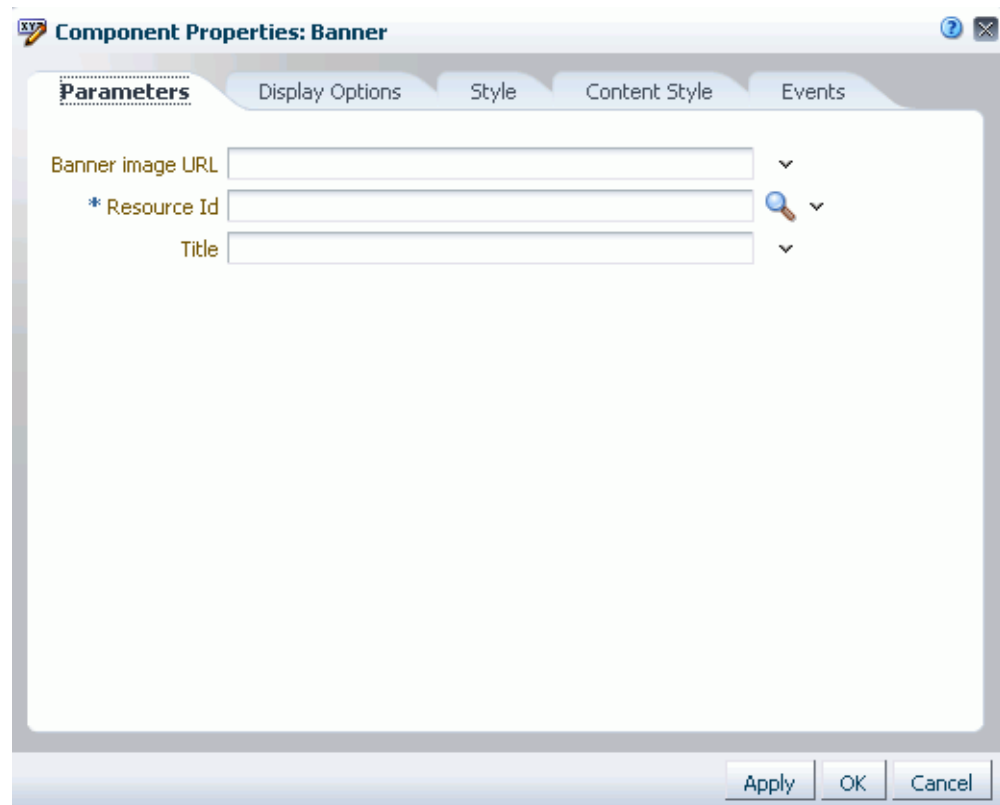 Component Properties: Banner
Parameters Display Options Style Content Style Events
Banner image URL
* Resource Id
Title
Apply OK Cancel